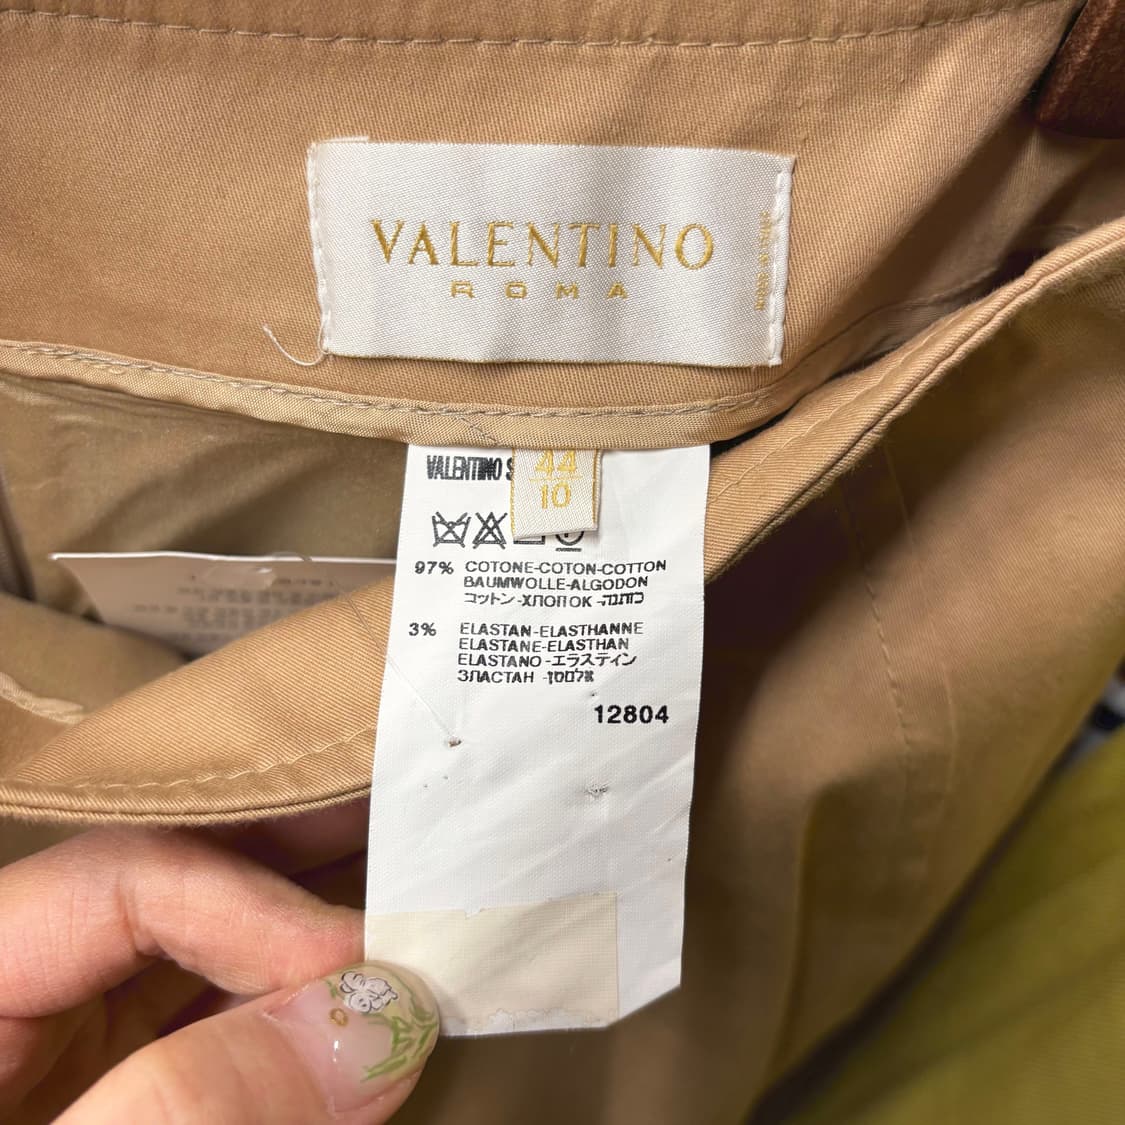 VALENTINO
ROMA
VALENTINO S
44
10
97% COTONE-COTON-COTTON
BAUMWOLLE-ALGODON
コットン-ХЛОПОК-כותנה
3% ELASTAN-ELASTHANNE
ELASTANE-ELASTHAN
ELASTANO-エラスティン
ЭЛАСТАН-אלסטן
12804